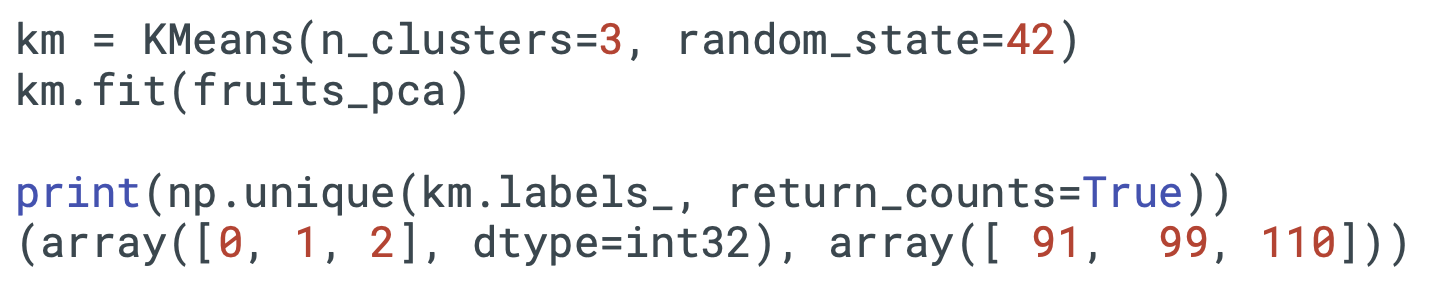 km = KMeans(n_clusters=3, random_state=42)
km.fit(fruits_pca)
print(np.unique(km.labels_, return_counts=True))
(array([0, 1, 2], dtype=int32), array([ 91,  99, 110]))